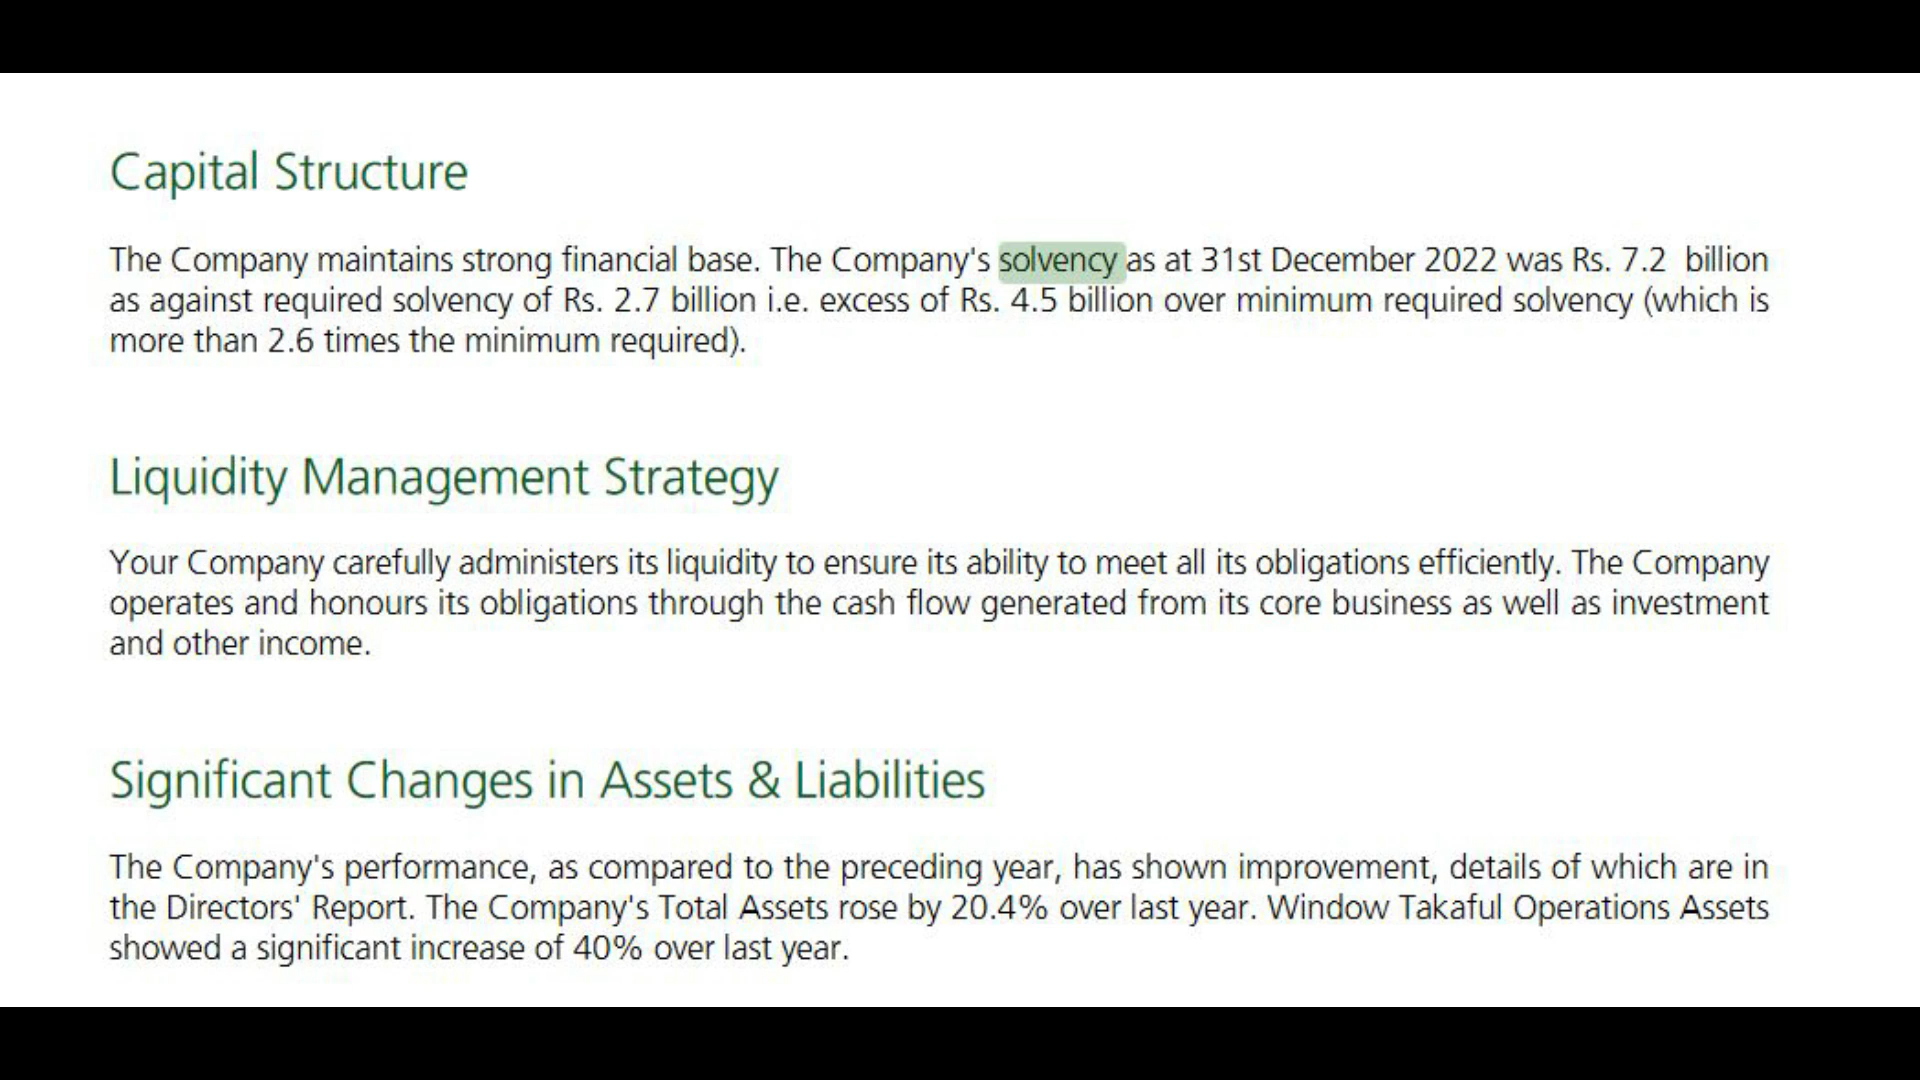 Capital Structure
The Company maintains strong financial base. The Company's solvency as at 31st December 2022 was Rs. 7.2 billion
as against required solvency of Rs. 2.7 billion i.e. excess of Rs. 4.5 billion over minimum required solvency (which is
more than 2.6 times the minimum required).
Liquidity Management Strategy
Your Company carefully administers its liquidity to ensure its ability to meet all its obligations efficiently. The Company
operates and honours its obligations through the cash flow generated from its core business as well as investment
and other income.
Significant Changes in Assets & Liabilities
The Company's performance, as compared to the preceding year, has shown improvement, details of which are in
the Directors' Report. The Company's Total Assets rose by 20.4% over last year. Window Takaful Operations Assets
showed a significant increase of 40% over last year.